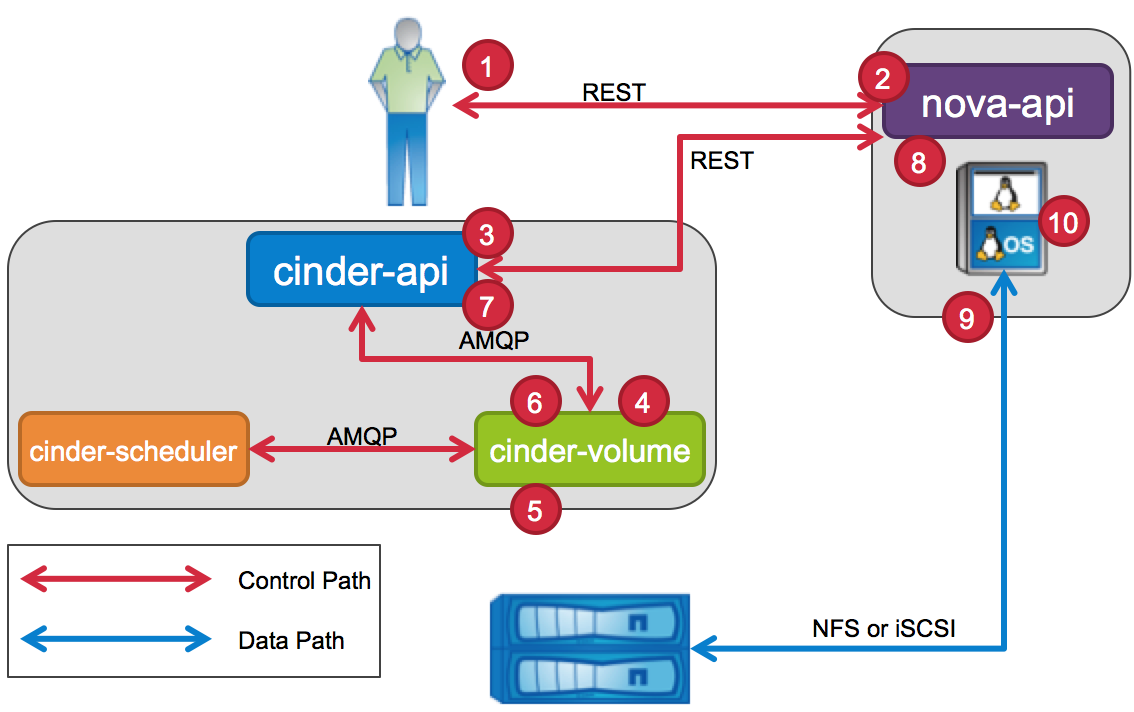 1
REST
2
nova-api
REST
8
10
OS
3
cinder-api
7
9
AMQP
6
4
cinder-scheduler
AMQP
cinder-volume
5
Control Path
Data Path
NFS or iSCSI